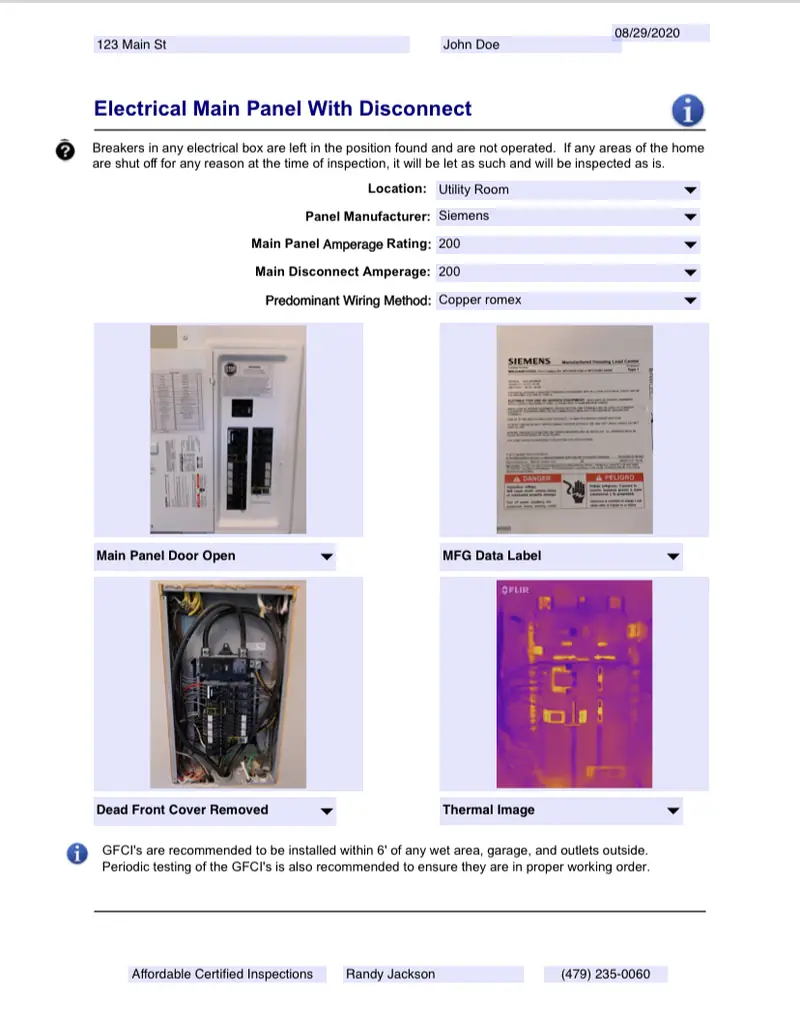 08/29/2020
123 Main St John Doe
Electrical Main Panel With Disconnect
Breakers in any electrical box are left in the position found and are not operated. If any areas of the home
are shut off for any reason at the time of inspection, it will be let as such and will be inspected as is.
Location: Utility Room
Panel Manufacturer: Siemens
Main Panel Amperage Rating: 200
Main Disconnect Amperage: 200
Predominant Wiring Method: Copper romex
STOP
SIEMENS Manufactured Housing Load Center
Type 1
DANGER PELIGRO
Main Panel Door Open MFG Data Label
FLIR
Dead Front Cover Removed Thermal Image
GFCI's are recommended to be installed within 6' of any wet area, garage, and outlets outside.
Periodic testing of the GFCI's is also recommended to ensure they are in proper working order.
Affordable Certified Inspections Randy Jackson (479) 235-0060